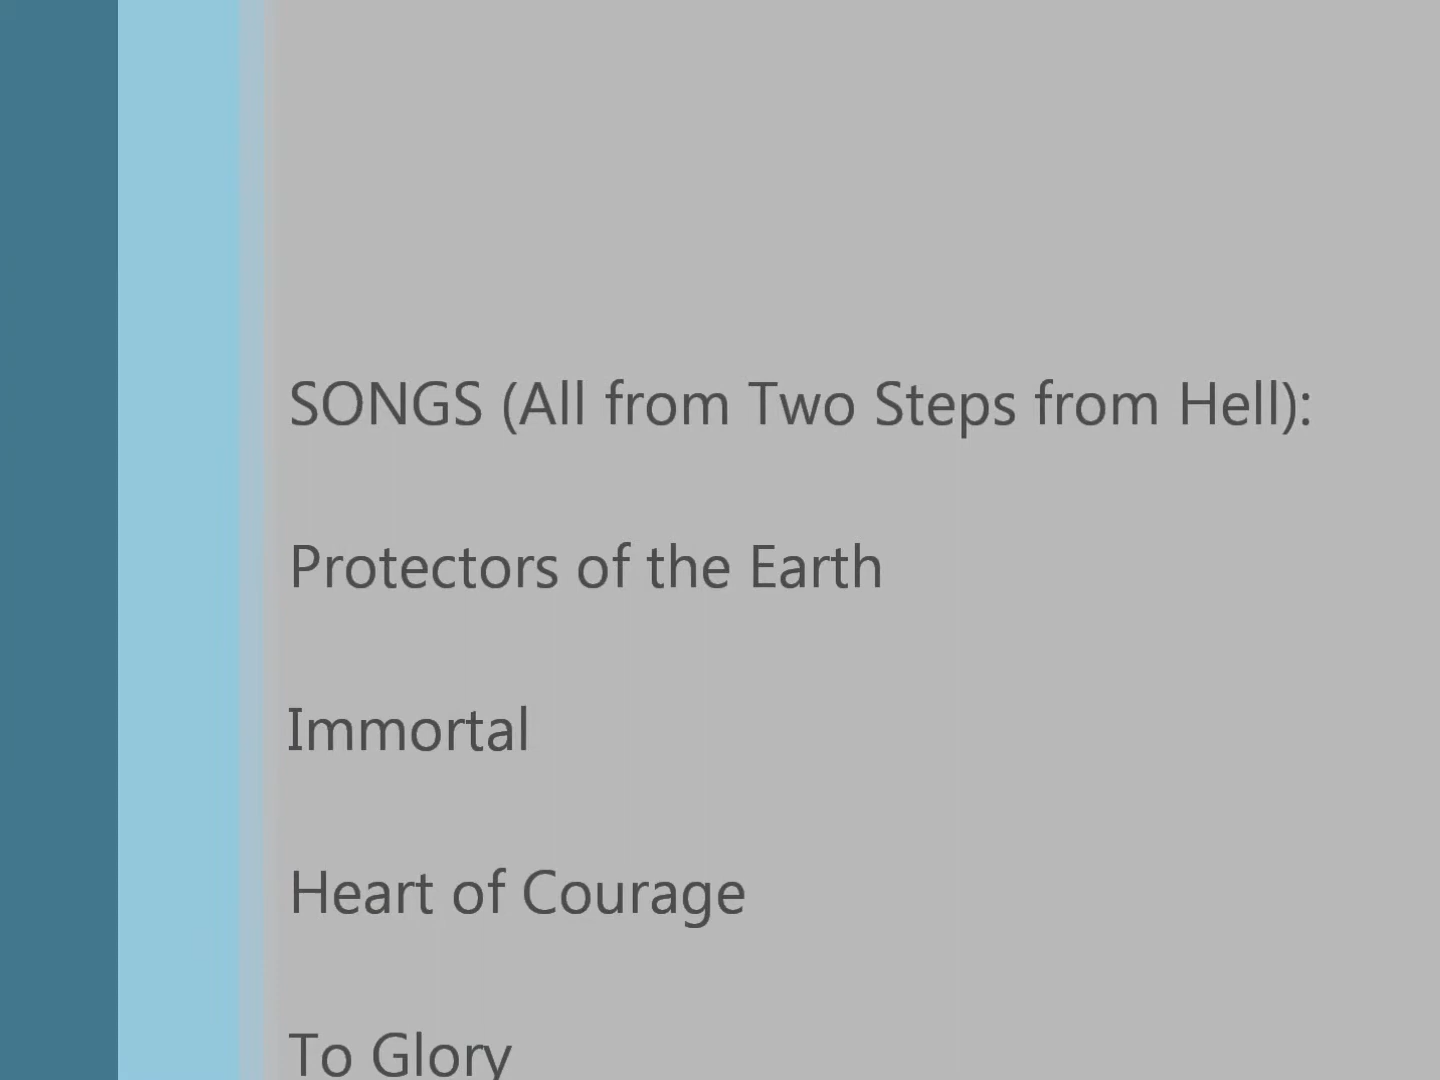 SONGS (All from Two Steps from Hell):
Protectors of the Earth
Immortal
Heart of Courage
To Glory